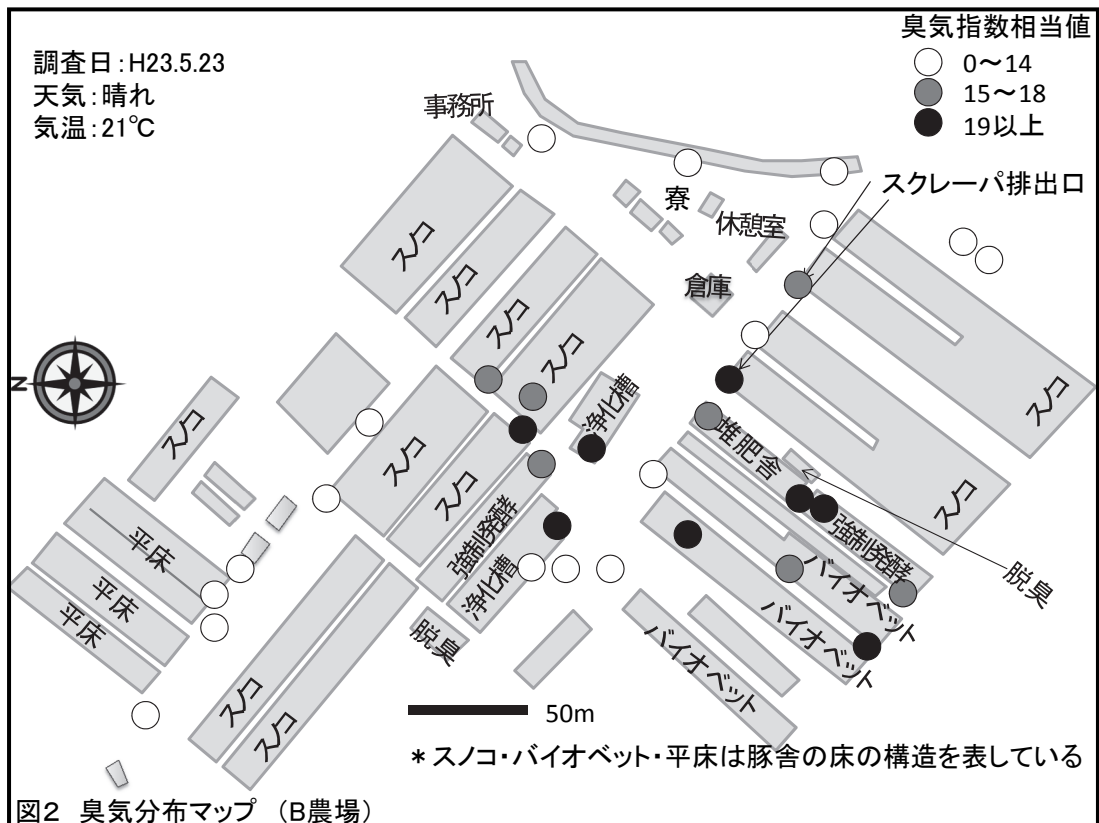 調査日:H23.5.23
天気:晴れ
気温:21℃
臭気指数相当値
0〜14
15〜18
19以上
事務所
スクレーパ排出口
寮
休憩室
倉庫
スノコ
スノコ
スノコ
スノコ
N
スノコ
浄化槽
スノコ
堆肥舎
スノコ
スノコ
強制発酵
強制発酵
スノコ
平床
平床
平床
浄化槽
バイオベット
脱臭
バイオベット
脱臭
バイオベット
スノコ
スノコ
50m
*スノコ・バイオベット・平床は豚舎の床の構造を表している
図2 臭気分布マップ (B農場)